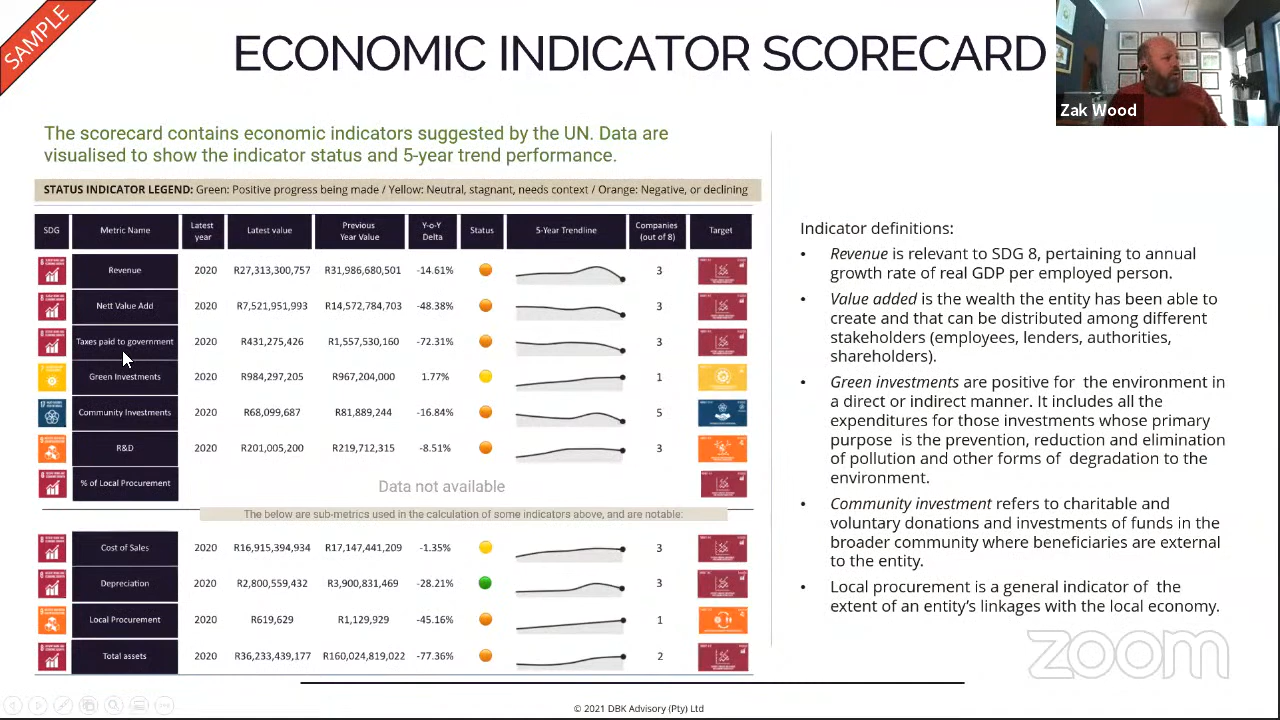 SAMPLE
ECONOMIC INDICATOR SCORECARD
Zak Wood
The scorecard contains economic indicators suggested by the UN. Data are
visualised to show the indicator status and 5-year trend performance.
STATUS INDICATOR LEGEND: Green: Positive progress being made / Yellow: Neutral, stagnant, needs context / Orange: Negative, or declining
SDG Metric Name Latest year Latest value Previous Year Value Y-o-Y Delta Status 5-Year Trendline Companies (out of 8) Target
Revenue 2020 R27,313,300,757 R31,986,680,501 -14.61% 3
Nett Value Add 2020 R7,521,951,993 R14,572,784,703 -48.38% 3
Taxes paid to government 2020 R431,275,426 R1,557,530,160 -72.31% 3
Green Investments 2020 R984,297,205 R967,204,000 1.77% 1
Community Investments 2020 R68,099,687 R81,889,244 -16.84% 5
R&D 2020 R201,005,200 R219,712,315 -8.51% 3
% of Local Procurement Data not available
The below are sub-metrics used in the calculation of some indicators above, and are notable:
Cost of Sales 2020 R16,915,394,934 R17,147,441,209 -1.35% 3
Depreciation 2020 R2,800,559,432 R3,900,831,469 -28.21% 3
Local Procurement 2020 R619,629 R1,129,929 -45.16% 1
Total assets 2020 R36,233,439,177 R160,024,819,022 -77.36% 2
Indicator definitions:
• Revenue is relevant to SDG 8, pertaining to annual
growth rate of real GDP per employed person.
• Value added is the wealth the entity has been able to
create and that can be distributed among different
stakeholders (employees, lenders, authorities,
shareholders).
• Green investments are positive for the environment in
a direct or indirect manner. It includes all the
expenditures for those investments whose primary
purpose is the prevention, reduction and elimination
of pollution and other forms of degradation to the
environment.
• Community investment refers to charitable and
voluntary donations and investments of funds in the
broader community where beneficiaries are external
to the entity.
• Local procurement is a general indicator of the
extent of an entity's linkages with the local economy.
zoom
© 2021 DBK Advisory (Pty) Ltd